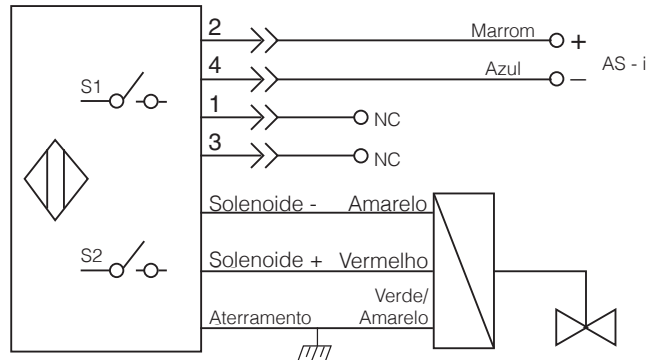 2 Marrom +
AS - i
4 Azul –
S1
1 NC
3 NC
Solenoide - Amarelo
S2
Solenoide + Vermelho
Verde/
Aterramento Amarelo